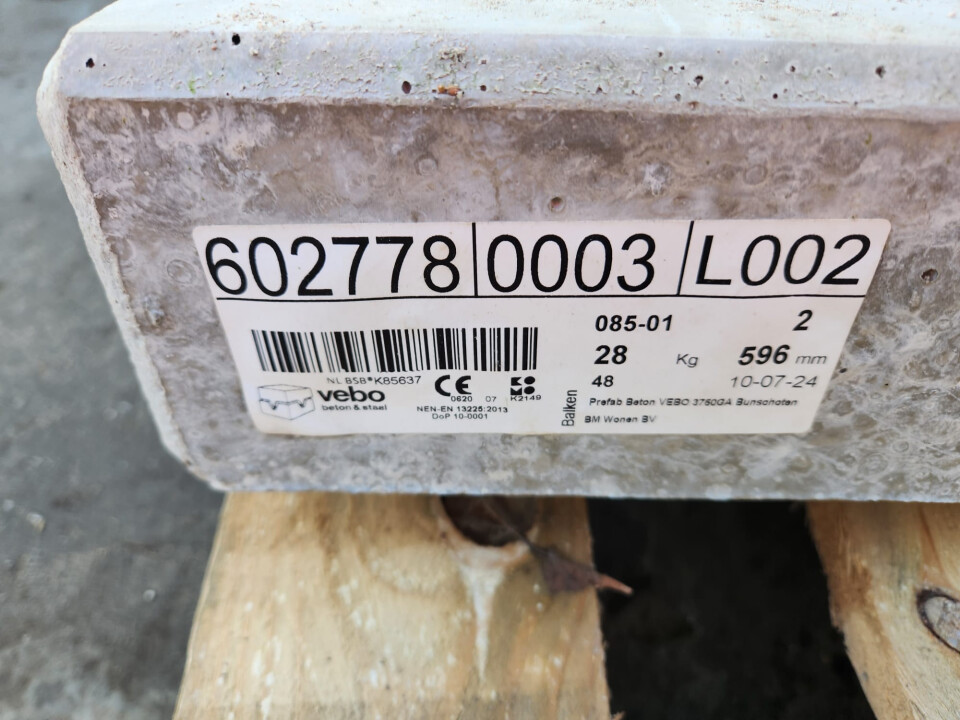 602778 0003 L002
085-01 2
28 Kg 596 mm
48 10-07-24
NL BSB®K85637
vebo
beton & staal
CE
0620 07
K2149
NEN-EN 13225:2013
DoP 10-0001
Balken
Prefab Beton VEBO 3750GA Bunschoten
BM Wonen BV